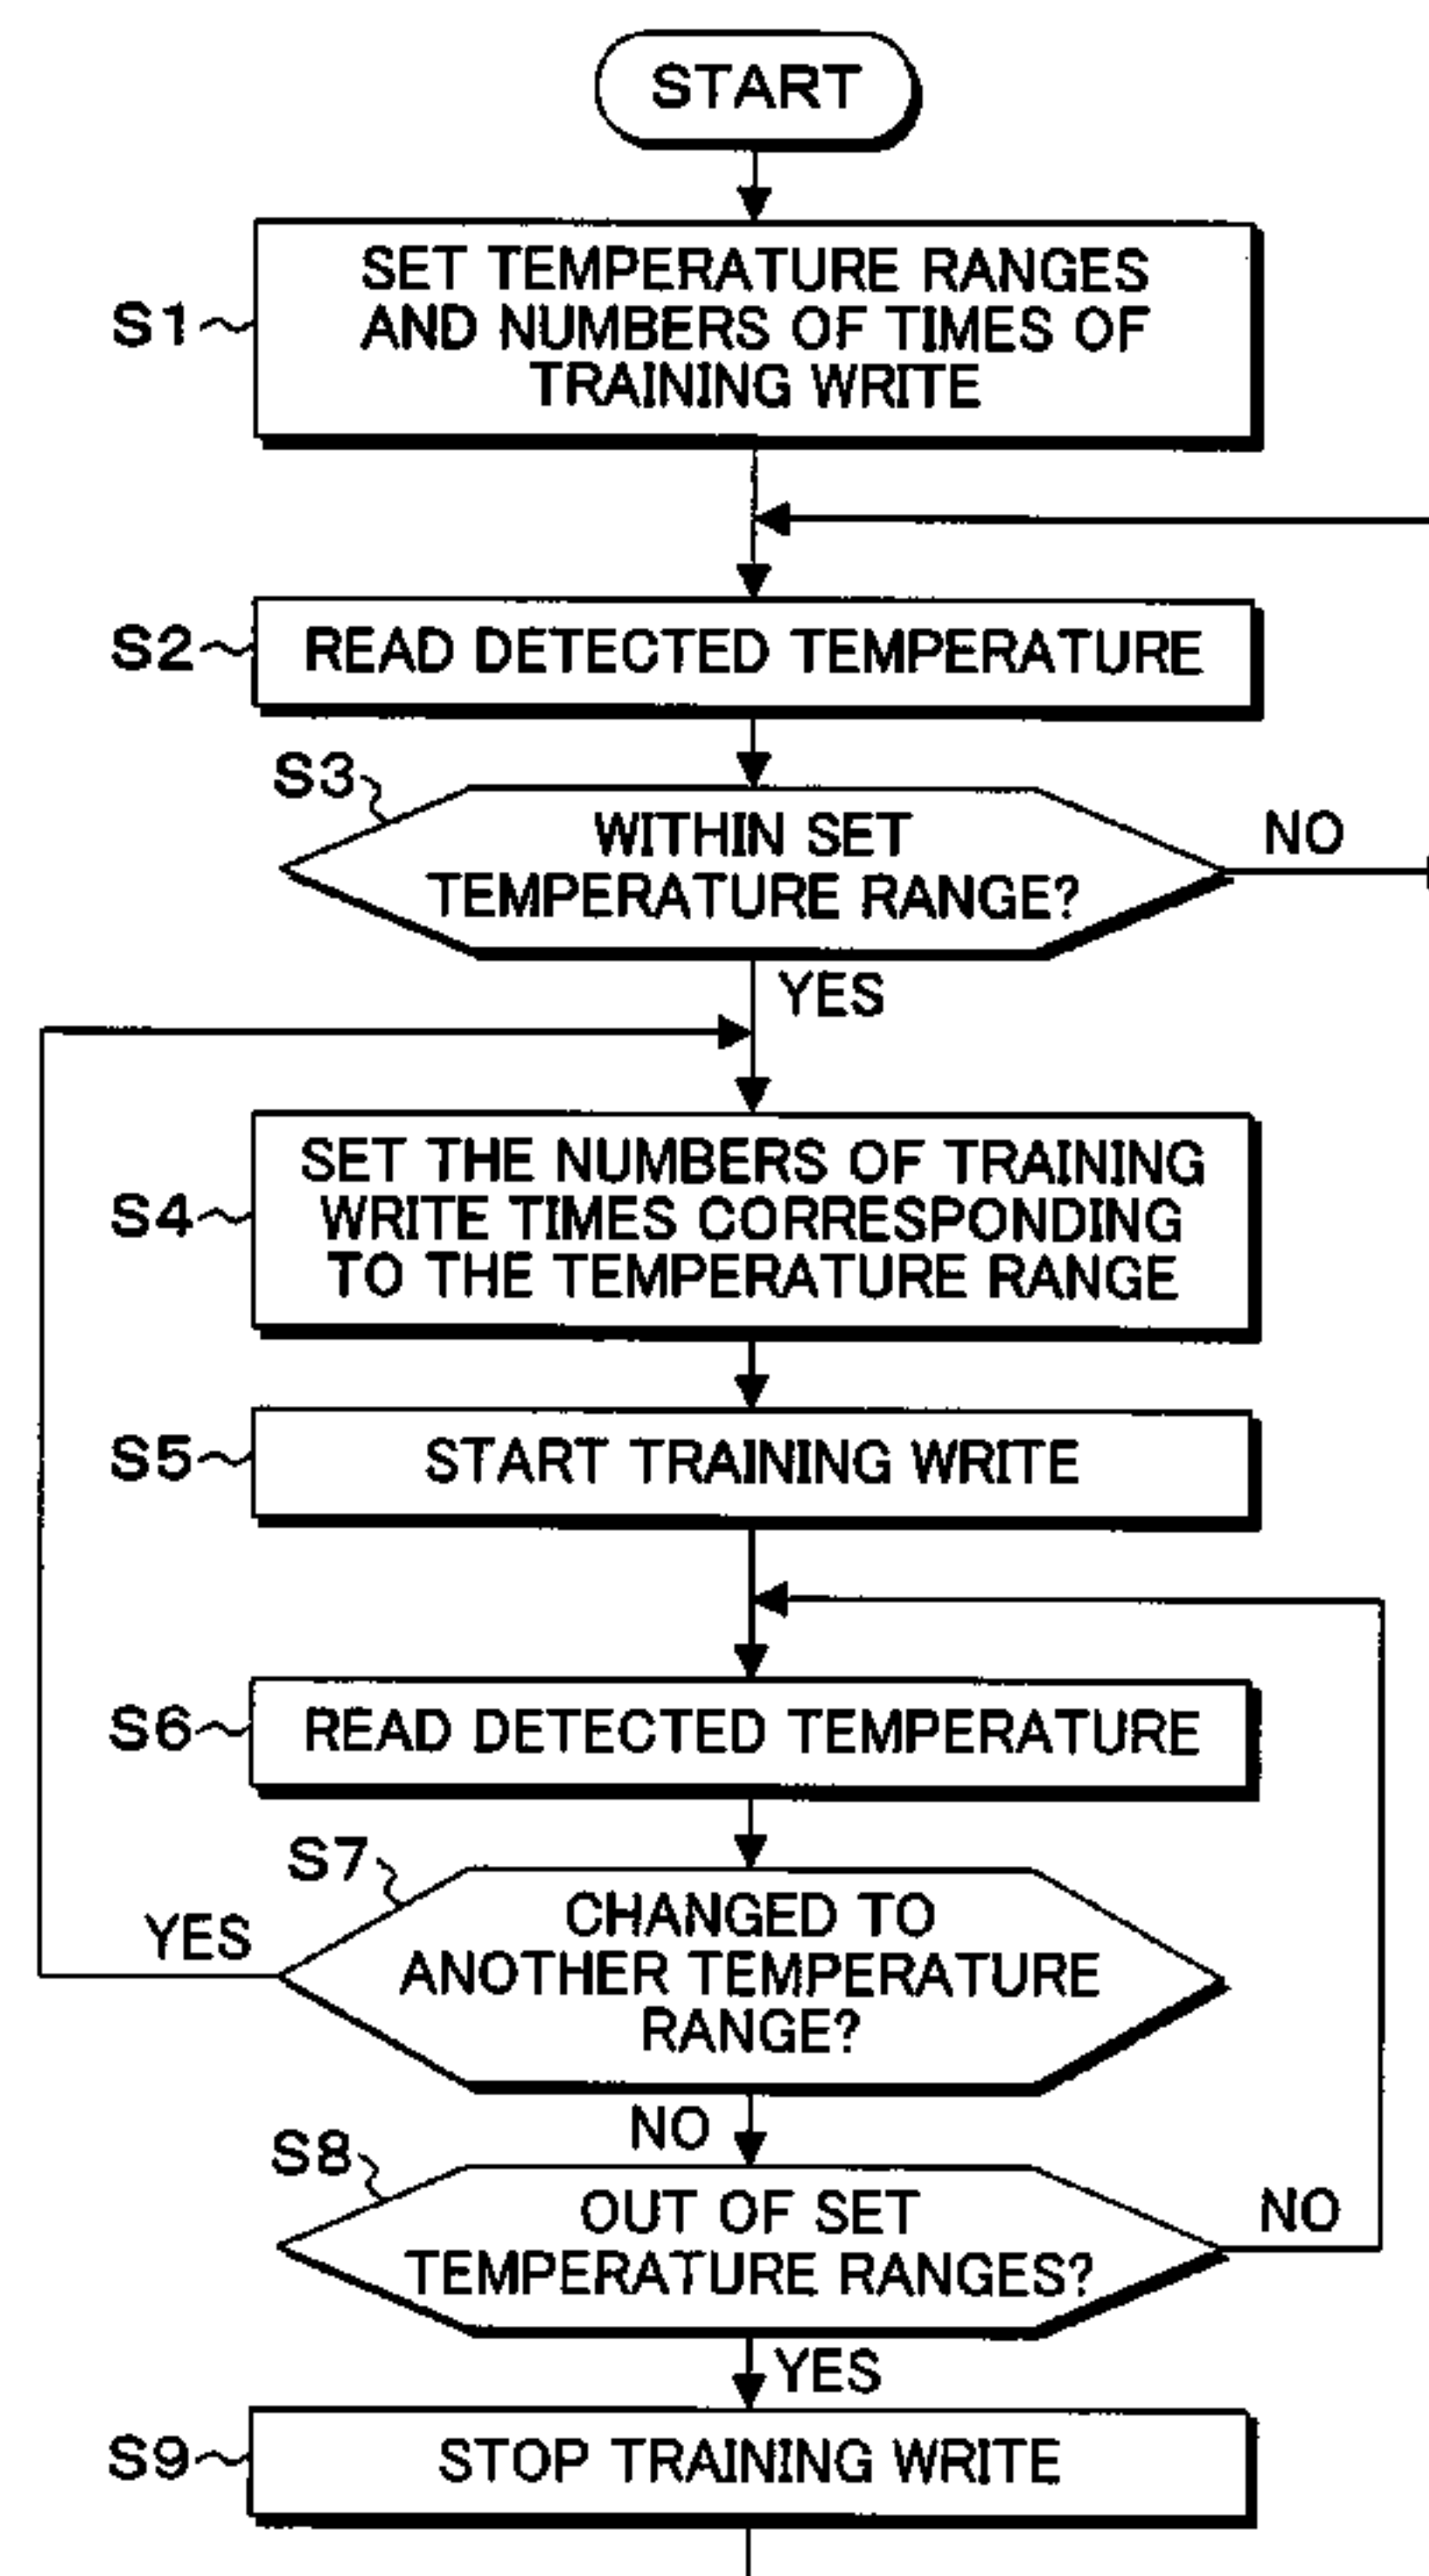 START
S1
SET TEMPERATURE RANGES
AND NUMBERS OF TIMES OF
TRAINING WRITE
S2
READ DETECTED TEMPERATURE
S3
WITHIN SET
TEMPERATURE RANGE?
NO
YES
S4
SET THE NUMBERS OF TRAINING
WRITE TIMES CORRESPONDING
TO THE TEMPERATURE RANGE
S5
START TRAINING WRITE
S6
READ DETECTED TEMPERATURE
S7
YES
CHANGED TO
ANOTHER TEMPERATURE
RANGE?
NO
S8
OUT OF SET
TEMPERATURE RANGES?
NO
YES
S9
STOP TRAINING WRITE